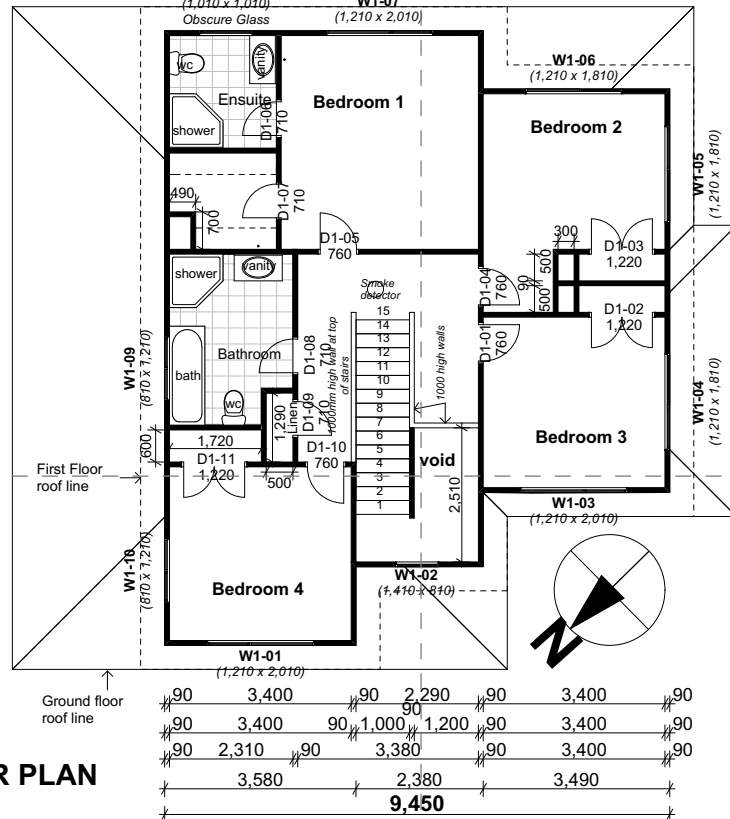 (1,010 x 1,010)
Obscure Glass
W1-07
(1,210 x 2,010)
W1-06
(1,210 x 1,810)
wc
vanity
Ensuite
shower
D1-06
710
Bedroom 1
Bedroom 2
W1-05
(1,210 x 1,810)
490
700
D1-07
710
D1-05
760
300
500
90
500
D1-03
1,220
D1-04
760
D1-02
1,220
D1-01
760
shower
vanity
Smoke
detector
15
14
13
12
11
10
9
8
7
6
5
4
3
2
1
Bathroom
bath
wc
D1-08
710
1000mm high wall at top
of stairs
1000 high walls
W1-09
(810 x 1,210)
W1-04
(1,210 x 1,810)
1,290
Linen
D1-09
710
600
1,720
D1-11
1,220
500
D1-10
760
void
2,510
Bedroom 3
First Floor
roof line
W1-03
(1,210 x 2,010)
W1-10
(810 x 1,210)
Bedroom 4
W1-02
(1,410 x 810)
W1-01
(1,210 x 2,010)
N
Ground floor
roof line
90 3,400 90 2,290 90 3,400 90
90
90 3,400 90 1,000 1,200 90 3,400 90
90 2,310 90 3,380 90 3,400 90
R PLAN
3,580 2,380 3,490
9,450